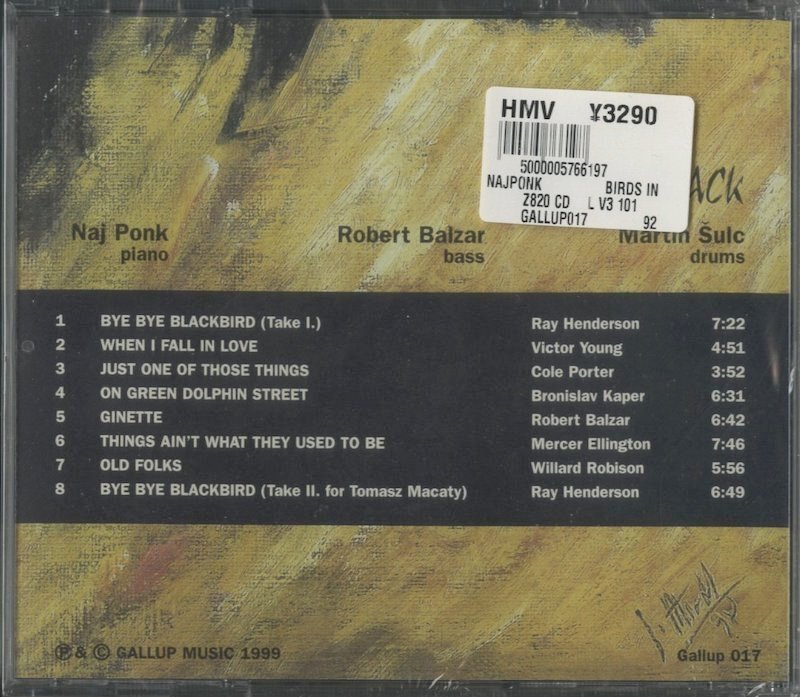 HMV ¥3290
5000005766197
NAJPONK BIRDS IN
Z820 CD L V3 101
GALLUP017 92
ACK
Naj Ponk
piano
Robert Balzar
bass
Martin Šulc
drums
1 BYE BYE BLACKBIRD (Take I.) Ray Henderson 7:22
2 WHEN I FALL IN LOVE Victor Young 4:51
3 JUST ONE OF THOSE THINGS Cole Porter 3:52
4 ON GREEN DOLPHIN STREET Bronislav Kaper 6:31
5 GINETTE Robert Balzar 6:42
6 THINGS AIN'T WHAT THEY USED TO BE Mercer Ellington 7:46
7 OLD FOLKS Willard Robison 5:56
8 BYE BYE BLACKBIRD (Take II. for Tomasz Macaty) Ray Henderson 6:49
℗ & © GALLUP MUSIC 1999
Gallup 017